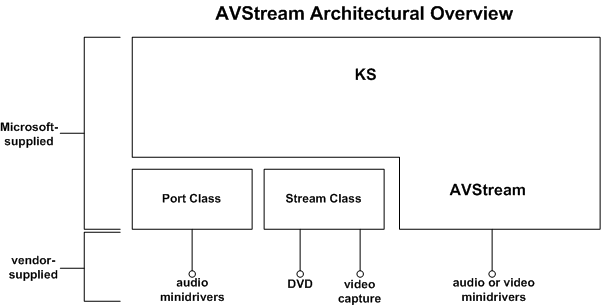 AVStream Architectural Overview
KS
Microsoft-
supplied
Port Class
Stream Class
AVStream
vendor-
supplied
audio
minidrivers
DVD
video
capture
audio or video
minidrivers